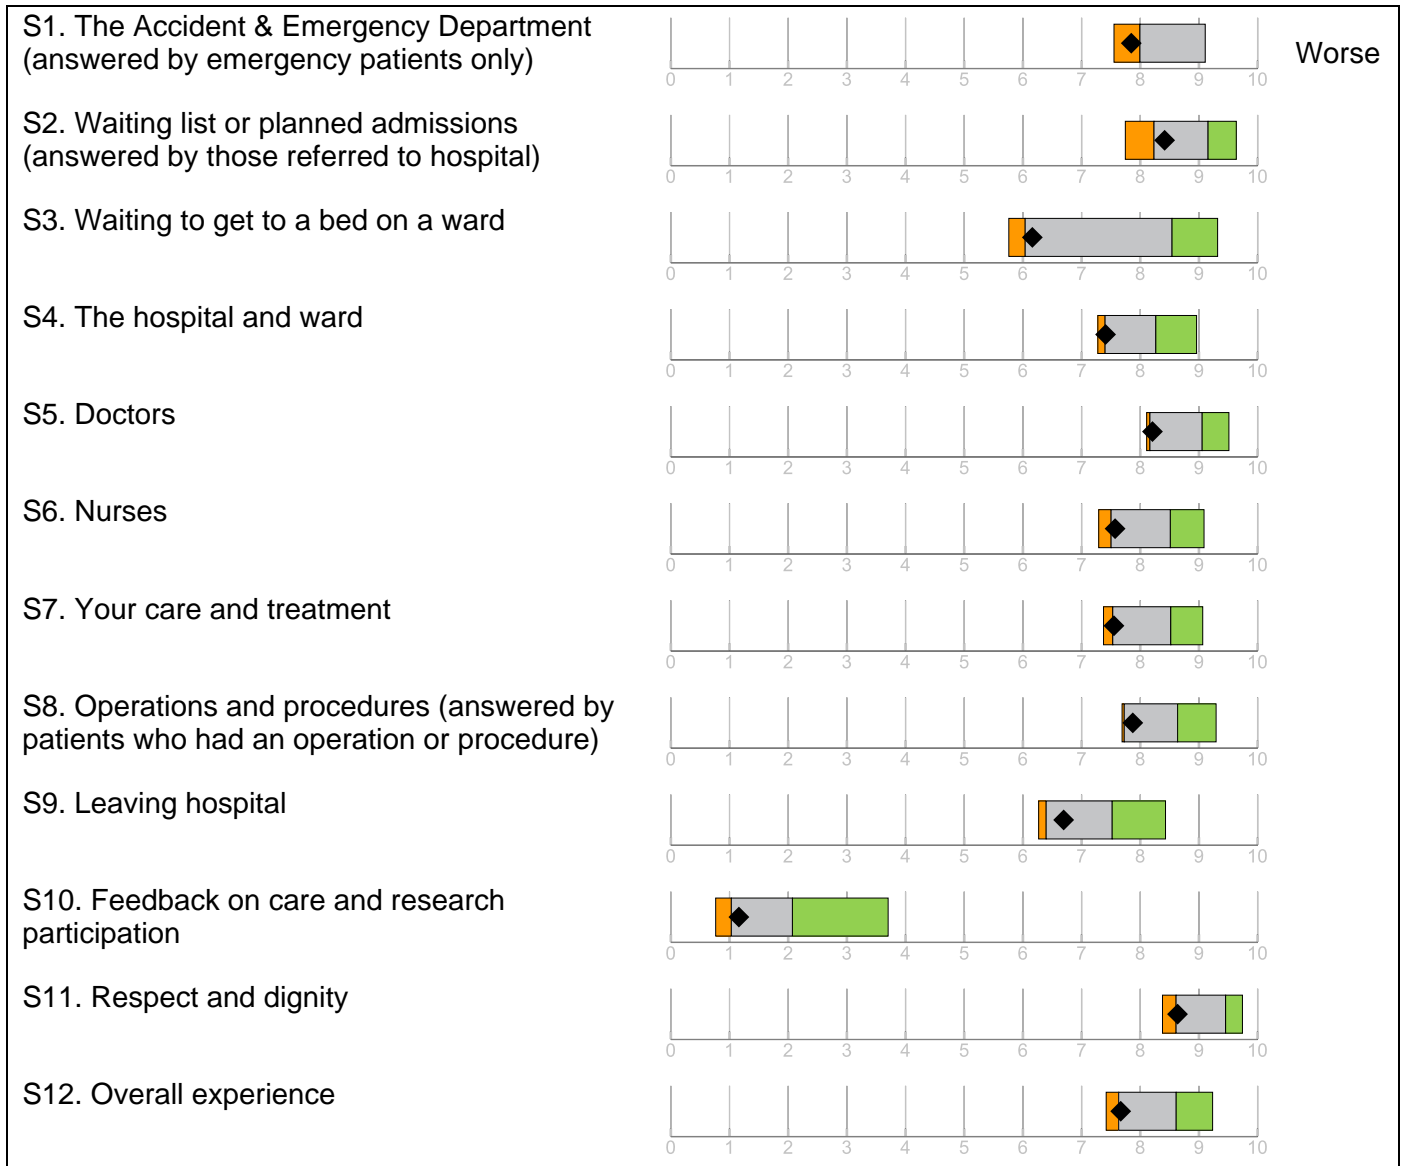 S1. The Accident & Emergency Department
(answered by emergency patients only)
Worse
0 1 2 3 4 5 6 7 8 9 10
S2. Waiting list or planned admissions
(answered by those referred to hospital)
0 1 2 3 4 5 6 7 8 9 10
S3. Waiting to get to a bed on a ward
0 1 2 3 4 5 6 7 8 9 10
S4. The hospital and ward
0 1 2 3 4 5 6 7 8 9 10
S5. Doctors
0 1 2 3 4 5 6 7 8 9 10
S6. Nurses
0 1 2 3 4 5 6 7 8 9 10
S7. Your care and treatment
0 1 2 3 4 5 6 7 8 9 10
S8. Operations and procedures (answered by
patients who had an operation or procedure)
0 1 2 3 4 5 6 7 8 9 10
S9. Leaving hospital
0 1 2 3 4 5 6 7 8 9 10
S10. Feedback on care and research
participation
0 1 2 3 4 5 6 7 8 9 10
S11. Respect and dignity
0 1 2 3 4 5 6 7 8 9 10
S12. Overall experience
0 1 2 3 4 5 6 7 8 9 10